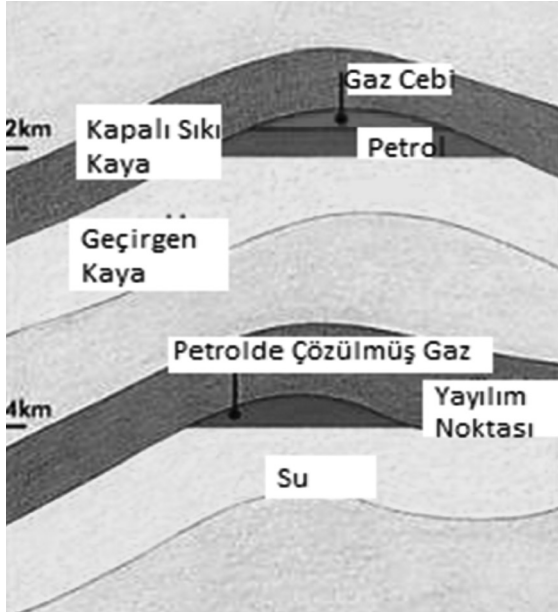 Gaz Cebi
2km
Kapalı Sıkı
Kaya
Petrol
Geçirgen
Kaya
Petrolde Çözülmüş Gaz
4km
Yayılım
Noktası
Su